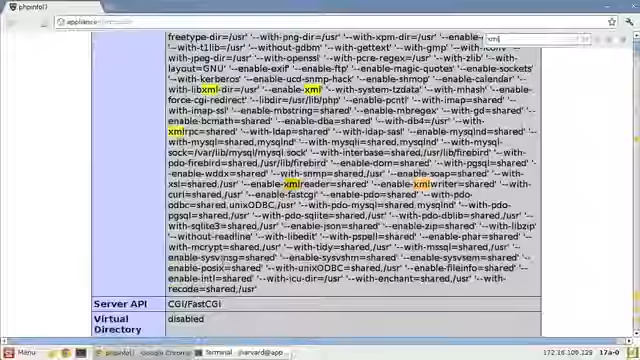 phpinfo()
appliance/
xml
freetype-dir=/usr' '--with-png-dir=/usr' '--with-xpm-dir=/usr' '--enable-
'--with-t1lib=/usr' '--without-gdbm' '--with-gettext' '--with-gmp' '--with-iconv'
'--with-jpeg-dir=/usr' '--with-openssl' '--with-pcre-regex=/usr' '--with-zlib' '--with-
layout=GNU' '--enable-exif' '--enable-ftp' '--enable-magic-quotes' '--enable-sockets'
'--with-kerberos' '--enable-ucd-snmp-hack' '--enable-shmop' '--enable-calendar'
'--with-libxml-dir=/usr' '--enable-xml' '--with-system-tzdata' '--with-mhash' '--enable-
force-cgi-redirect' '--libdir=/usr/lib/php' '--enable-pcntl' '--with-imap=shared'
'--with-imap-ssl' '--enable-mbstring=shared' '--enable-mbregex' '--with-gd=shared'
'--enable-bcmath=shared' '--enable-dba=shared' '--with-db4=/usr' '--with-
xmlrpc=shared' '--with-ldap=shared' '--with-ldap-sasl' '--enable-mysqlnd=shared' '--with-
mysql=shared,mysqlnd' '--with-mysqli=shared,mysqlnd' '--with-mysql-
sock=/var/lib/mysql/mysql.sock' '--with-interbase=shared,/usr/lib/firebird' '--with-
pdo-firebird=shared,/usr/lib/firebird' '--enable-dom=shared' '--with-pgsql=shared'
'--enable-wddx=shared' '--with-snmp=shared,/usr' '--enable-soap=shared' '--with-
xsl=shared,/usr' '--enable-xmlreader=shared' '--enable-xmlwriter=shared' '--with-
curl=shared,/usr' '--enable-fastcgi' '--enable-pdo=shared' '--with-pdo-
odbc=shared,unixODBC,/usr' '--with-pdo-mysql=shared,mysqlnd' '--with-pdo-
pgsql=shared,/usr' '--with-pdo-sqlite=shared,/usr' '--with-pdo-dblib=shared,/usr'
'--with-sqlite3=shared,/usr' '--enable-json=shared' '--enable-zip=shared' '--with-libzip'
'--without-readline' '--with-libedit' '--with-pspell=shared' '--enable-phar=shared' '--with-
mcrypt=shared,/usr' '--with-tidy=shared,/usr' '--with-mssql=shared,/usr' '--enable-
sysvmsg=shared' '--enable-sysvshm=shared' '--enable-sysvsem=shared' '--enable-
posix=shared' '--with-unixODBC=shared,/usr' '--enable-fileinfo=shared' '--enable-
intl=shared' '--with-icu-dir=/usr' '--with-enchant=shared,/usr' '--with-
recode=shared,/usr'
Server API CGI/FastCGI
Virtual Directory disabled
Menu phpinfo() - Google Chrome Terminal - jharvard@app 172.16.109.129 17a-0